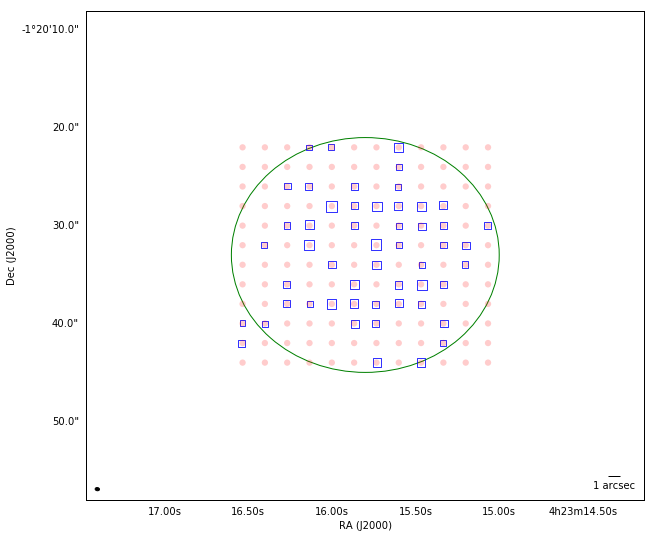 -1°20'10.0"
20.0"
30.0"
40.0"
50.0"
Dec (J2000)
1 arcsec
17.00s 16.50s 16.00s 15.50s 15.00s 4h23m14.50s
RA (J2000)